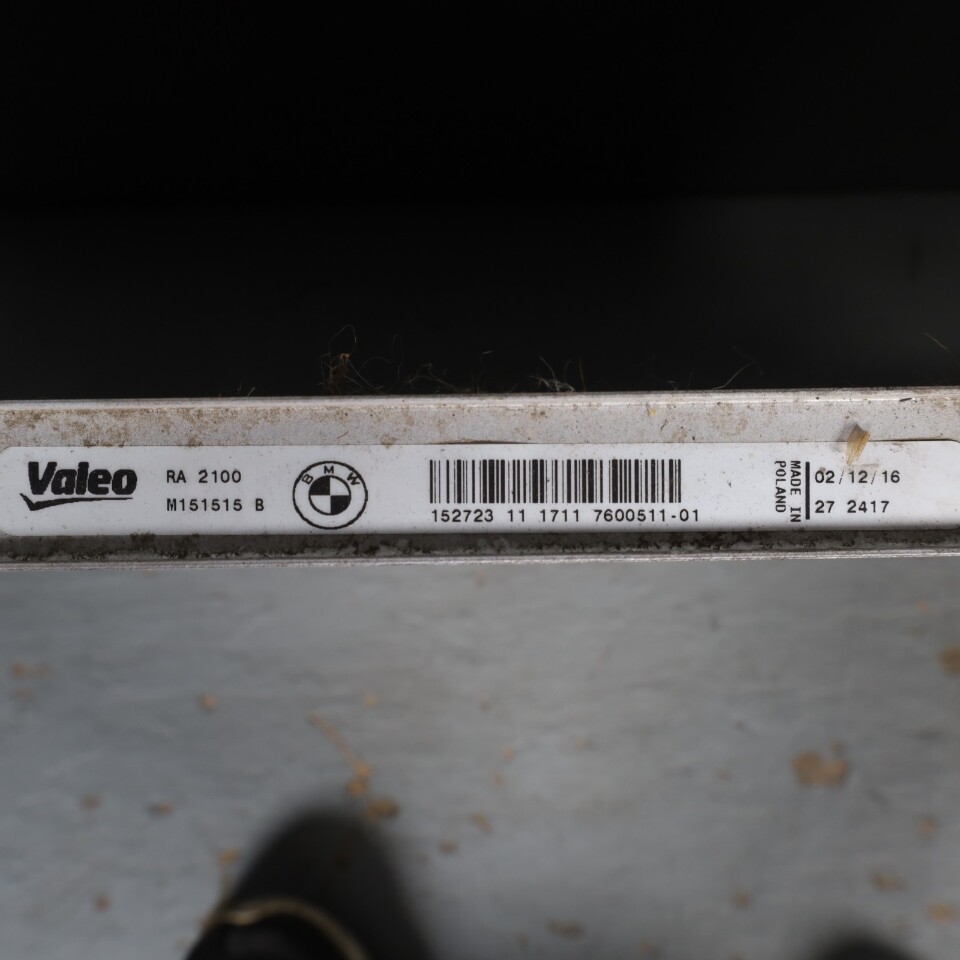 Valeo
RA 2100
M151515 B
BMW
152723 11 1711 7600511-01
MADE IN
POLAND
02/12/16
27 2417